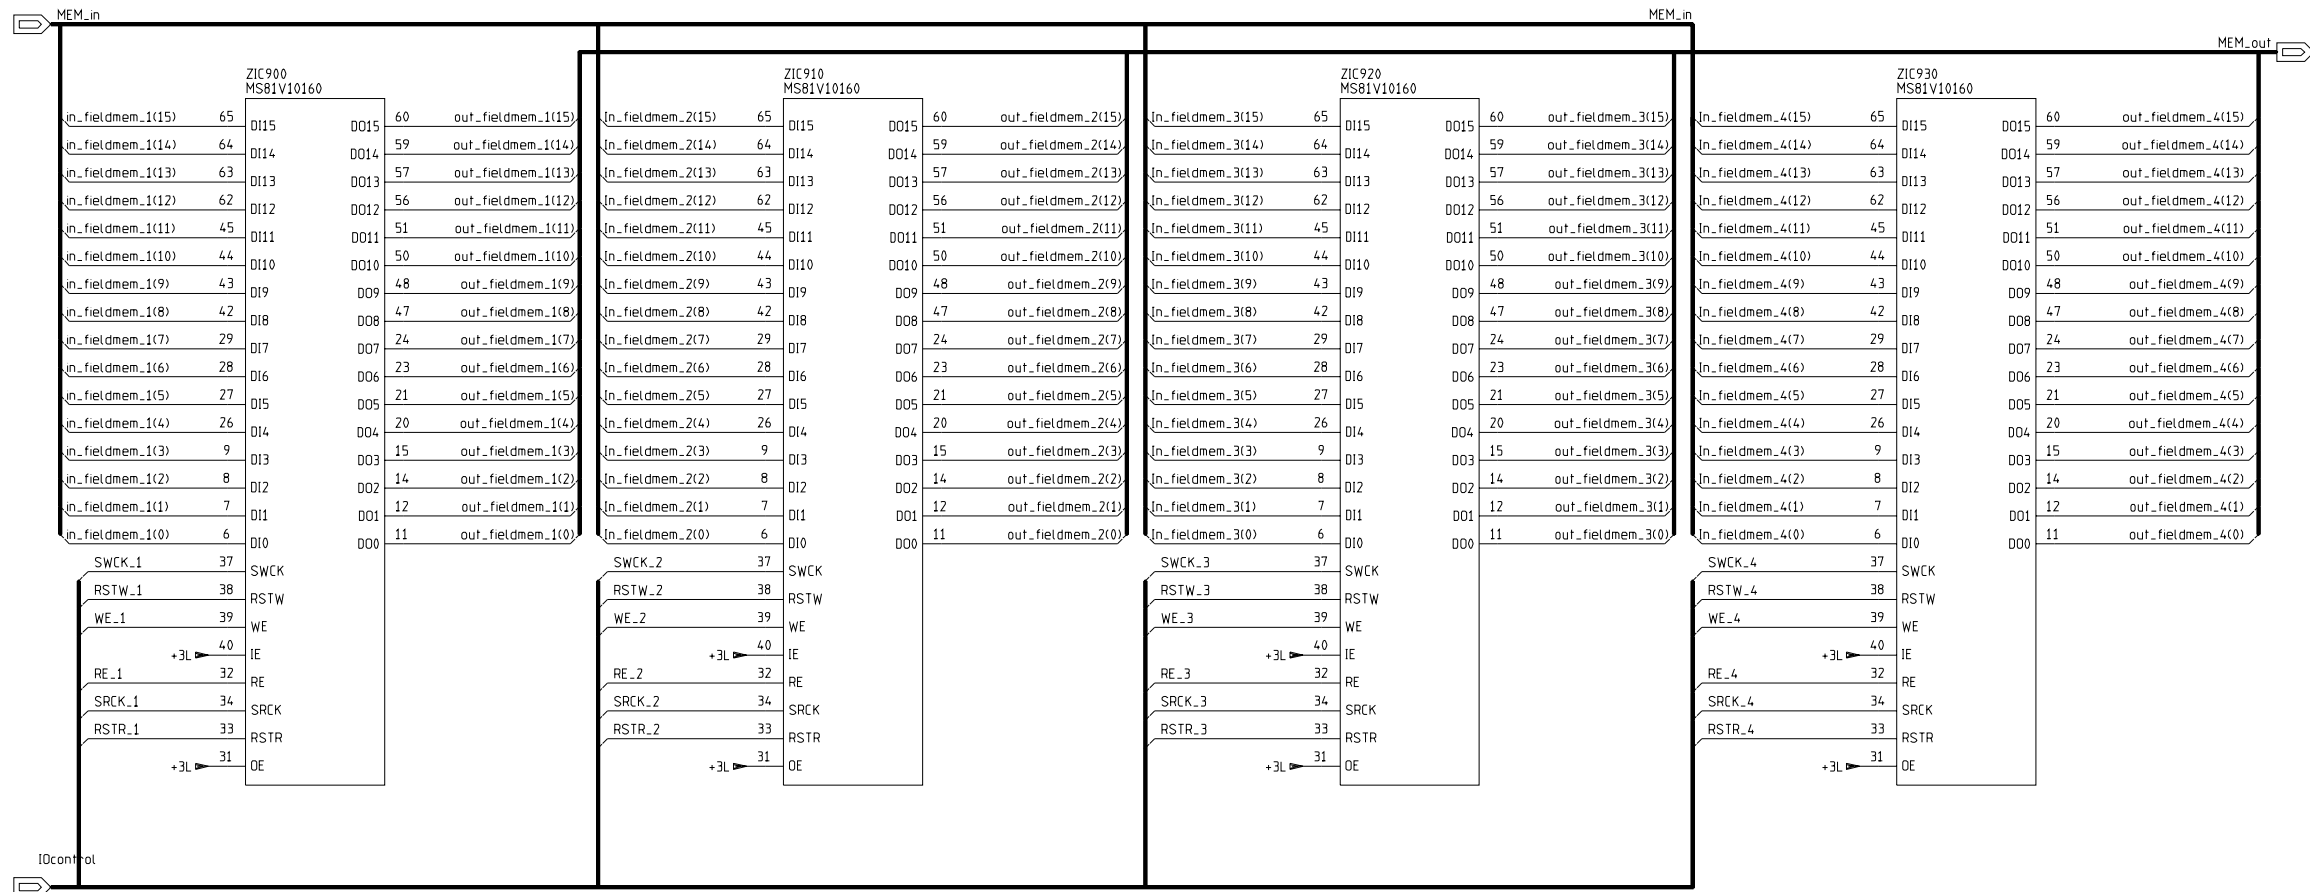 MEM_in MEM_in
MEM_out
ZIC900 ZIC910 ZIC920 ZIC930
MS81V10160 MS81V10160 MS81V10160 MS81V10160
in_fieldmem_1(15) 65 60 out_fieldmem_1(15) In_fieldmem_2(15) 65 60 out_fieldmem_2(15) In_fieldmem_3(15) 65 60 out_fieldmem_3(15) In_fieldmem_4(15) 65 60 out_fieldmem_4(15)
DI15 DO15 DI15 DO15 DI15 DO15 DI15 DO15
in_fieldmem_1(14) 64 59 out_fieldmem_1(14) In_fieldmem_2(14) 64 59 out_fieldmem_2(14) In_fieldmem_3(14) 64 59 out_fieldmem_3(14) In_fieldmem_4(14) 64 59 out_fieldmem_4(14)
DI14 DO14 DI14 DO14 DI14 DO14 DI14 DO14
in_fieldmem_1(13) 63 57 out_fieldmem_1(13) In_fieldmem_2(13) 63 57 out_fieldmem_2(13) In_fieldmem_3(13) 63 57 out_fieldmem_3(13) In_fieldmem_4(13) 63 57 out_fieldmem_4(13)
DI13 DO13 DI13 DO13 DI13 DO13 DI13 DO13
in_fieldmem_1(12) 62 56 out_fieldmem_1(12) In_fieldmem_2(12) 62 56 out_fieldmem_2(12) In_fieldmem_3(12) 62 56 out_fieldmem_3(12) In_fieldmem_4(12) 62 56 out_fieldmem_4(12)
DI12 DO12 DI12 DO12 DI12 DO12 DI12 DO12
in_fieldmem_1(11) 45 51 out_fieldmem_1(11) In_fieldmem_2(11) 45 51 out_fieldmem_2(11) In_fieldmem_3(11) 45 51 out_fieldmem_3(11) In_fieldmem_4(11) 45 51 out_fieldmem_4(11)
DI11 DO11 DI11 DO11 DI11 DO11 DI11 DO11
in_fieldmem_1(10) 44 50 out_fieldmem_1(10) In_fieldmem_2(10) 44 50 out_fieldmem_2(10) In_fieldmem_3(10) 44 50 out_fieldmem_3(10) In_fieldmem_4(10) 44 50 out_fieldmem_4(10)
DI10 DO10 DI10 DO10 DI10 DO10 DI10 DO10
in_fieldmem_1(9) 43 48 out_fieldmem_1(9) In_fieldmem_2(9) 43 48 out_fieldmem_2(9) In_fieldmem_3(9) 43 48 out_fieldmem_3(9) In_fieldmem_4(9) 43 48 out_fieldmem_4(9)
DI9 DO9 DI9 DO9 DI9 DO9 DI9 DO9
in_fieldmem_1(8) 42 47 out_fieldmem_1(8) In_fieldmem_2(8) 42 47 out_fieldmem_2(8) In_fieldmem_3(8) 42 47 out_fieldmem_3(8) In_fieldmem_4(8) 42 47 out_fieldmem_4(8)
DI8 DO8 DI8 DO8 DI8 DO8 DI8 DO8
in_fieldmem_1(7) 29 24 out_fieldmem_1(7) In_fieldmem_2(7) 29 24 out_fieldmem_2(7) In_fieldmem_3(7) 29 24 out_fieldmem_3(7) In_fieldmem_4(7) 29 24 out_fieldmem_4(7)
DI7 DO7 DI7 DO7 DI7 DO7 DI7 DO7
in_fieldmem_1(6) 28 23 out_fieldmem_1(6) In_fieldmem_2(6) 28 23 out_fieldmem_2(6) In_fieldmem_3(6) 28 23 out_fieldmem_3(6) In_fieldmem_4(6) 28 23 out_fieldmem_4(6)
DI6 DO6 DI6 DO6 DI6 DO6 DI6 DO6
in_fieldmem_1(5) 27 21 out_fieldmem_1(5) In_fieldmem_2(5) 27 21 out_fieldmem_2(5) In_fieldmem_3(5) 27 21 out_fieldmem_3(5) In_fieldmem_4(5) 27 21 out_fieldmem_4(5)
DI5 DO5 DI5 DO5 DI5 DO5 DI5 DO5
in_fieldmem_1(4) 26 20 out_fieldmem_1(4) In_fieldmem_2(4) 26 20 out_fieldmem_2(4) In_fieldmem_3(4) 26 20 out_fieldmem_3(4) In_fieldmem_4(4) 26 20 out_fieldmem_4(4)
DI4 DO4 DI4 DO4 DI4 DO4 DI4 DO4
in_fieldmem_1(3) 9 15 out_fieldmem_1(3) In_fieldmem_2(3) 9 15 out_fieldmem_2(3) In_fieldmem_3(3) 9 15 out_fieldmem_3(3) In_fieldmem_4(3) 9 15 out_fieldmem_4(3)
DI3 DO3 DI3 DO3 DI3 DO3 DI3 DO3
in_fieldmem_1(2) 8 14 out_fieldmem_1(2) In_fieldmem_2(2) 8 14 out_fieldmem_2(2) In_fieldmem_3(2) 8 14 out_fieldmem_3(2) In_fieldmem_4(2) 8 14 out_fieldmem_4(2)
DI2 DO2 DI2 DO2 DI2 DO2 DI2 DO2
in_fieldmem_1(1) 7 12 out_fieldmem_1(1) In_fieldmem_2(1) 7 12 out_fieldmem_2(1) In_fieldmem_3(1) 7 12 out_fieldmem_3(1) In_fieldmem_4(1) 7 12 out_fieldmem_4(1)
DI1 DO1 DI1 DO1 DI1 DO1 DI1 DO1
in_fieldmem_1(0) 6 11 out_fieldmem_1(0) In_fieldmem_2(0) 6 11 out_fieldmem_2(0) In_fieldmem_3(0) 6 11 out_fieldmem_3(0) In_fieldmem_4(0) 6 11 out_fieldmem_4(0)
DI0 DO0 DI0 DO0 DI0 DO0 DI0 DO0
SWCK_1 37 SWCK_2 37 SWCK_3 37 SWCK_4 37
SWCK SWCK SWCK SWCK
RSTW_1 38 RSTW_2 38 RSTW_3 38 RSTW_4 38
RSTW RSTW RSTW RSTW
WE_1 39 WE_2 39 WE_3 39 WE_4 39
WE WE WE WE
40 40 40 40
+3L IE +3L IE +3L IE +3L IE
RE_1 32 RE_2 32 RE_3 32 RE_4 32
RE RE RE RE
SRCK_1 34 SRCK_2 34 SRCK_3 34 SRCK_4 34
SRCK SRCK SRCK SRCK
RSTR_1 33 RSTR_2 33 RSTR_3 33 RSTR_4 33
RSTR RSTR RSTR RSTR
31 31 31 31
+3L OE +3L OE +3L OE +3L OE
IOcontrol